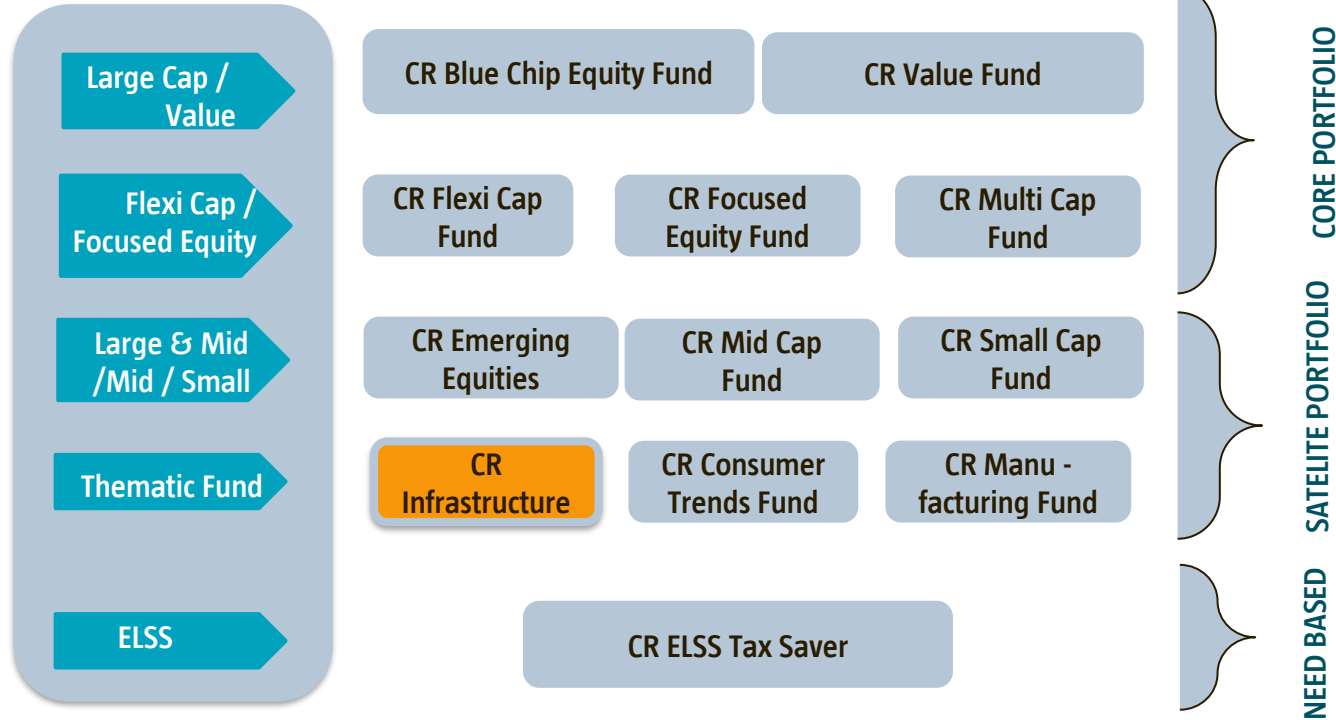 Large Cap /
Value
CR Blue Chip Equity Fund
CR Value Fund
Flexi Cap /
Focused Equity
CR Flexi Cap
Fund
CR Focused
Equity Fund
CR Multi Cap
Fund
CORE PORTFOLIO
Large & Mid
/Mid / Small
CR Emerging
Equities
CR Mid Cap
Fund
CR Small Cap
Fund
Thematic Fund
CR
Infrastructure
CR Consumer
Trends Fund
CR Manu -
facturing Fund
SATELITE PORTFOLIO
ELSS
CR ELSS Tax Saver
NEED BASED